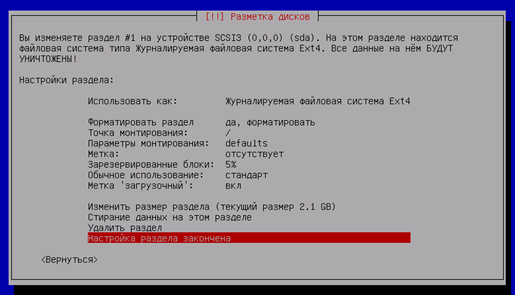 [!!] Разметка дисков
Вы изменяете раздел #1 на устройстве SCSI3 (0,0,0) (sda). На этом разделе находится
файловая система типа Журналируемая файловая система Ext4. Все данные на нём БУДУТ
УНИЧТОЖЕНЫ!
Настройки раздела:
Использовать как: Журналируемая файловая система Ext4
Форматировать раздел да, форматировать
Точка монтирования: /
Параметры монтирования: defaults
Метка: отсутствует
Зарезервированные блоки: 5%
Обычное использование: стандарт
Метка 'загрузочный': вкл
Изменить размер раздела (текущий размер 2.1 GB)
Стирание данных на этом разделе
Удалить раздел
Настройка раздела закончена
<Вернуться>